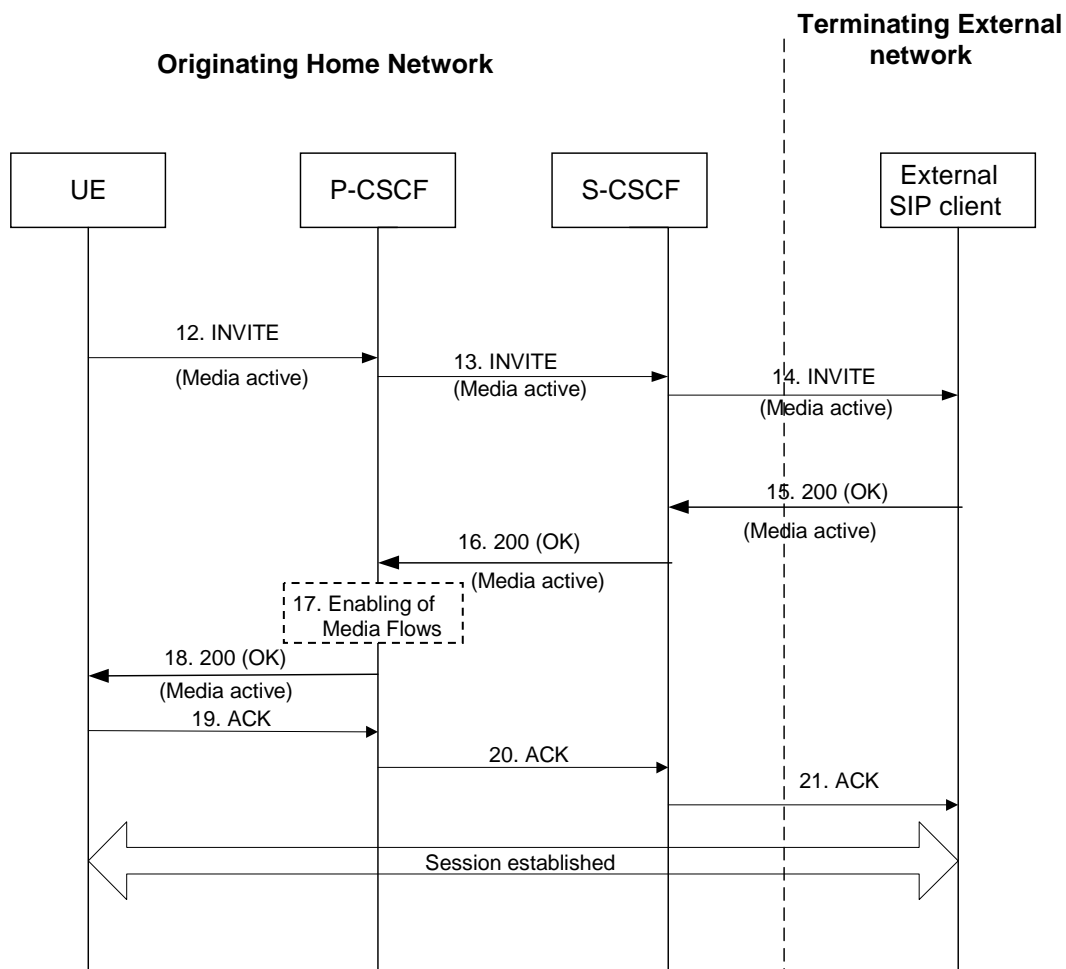 Terminating External
network
Originating Home Network
UE
P-CSCF
S-CSCF
External
SIP client
12. INVITE
(Media active)
13. INVITE
(Media active)
14. INVITE
(Media active)
15. 200 (OK)
(Media active)
16. 200 (OK)
(Media active)
17. Enabling of
Media Flows
18. 200 (OK)
(Media active)
19. ACK
20. ACK
21. ACK
Session established